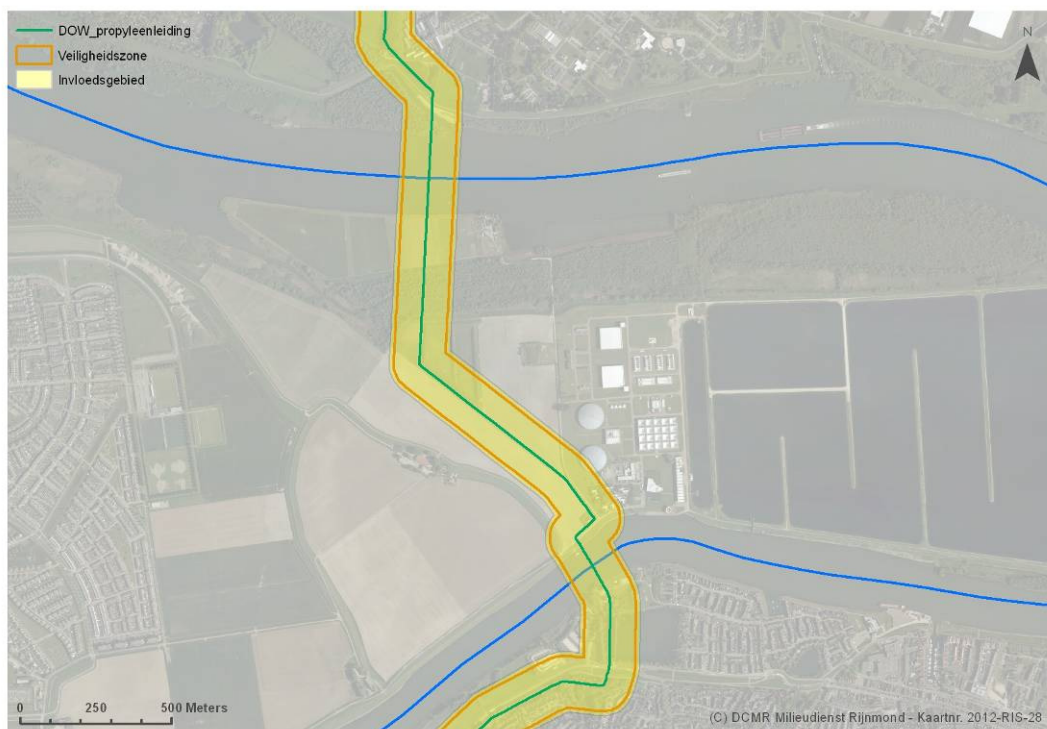 DOW_propyleenleiding
Veiligheidszone
Invloedsgebied
N
0 250 500 Meters
(C) DCMR Milieudienst Rijnmond - Kaartnr. 2012-RIS-28